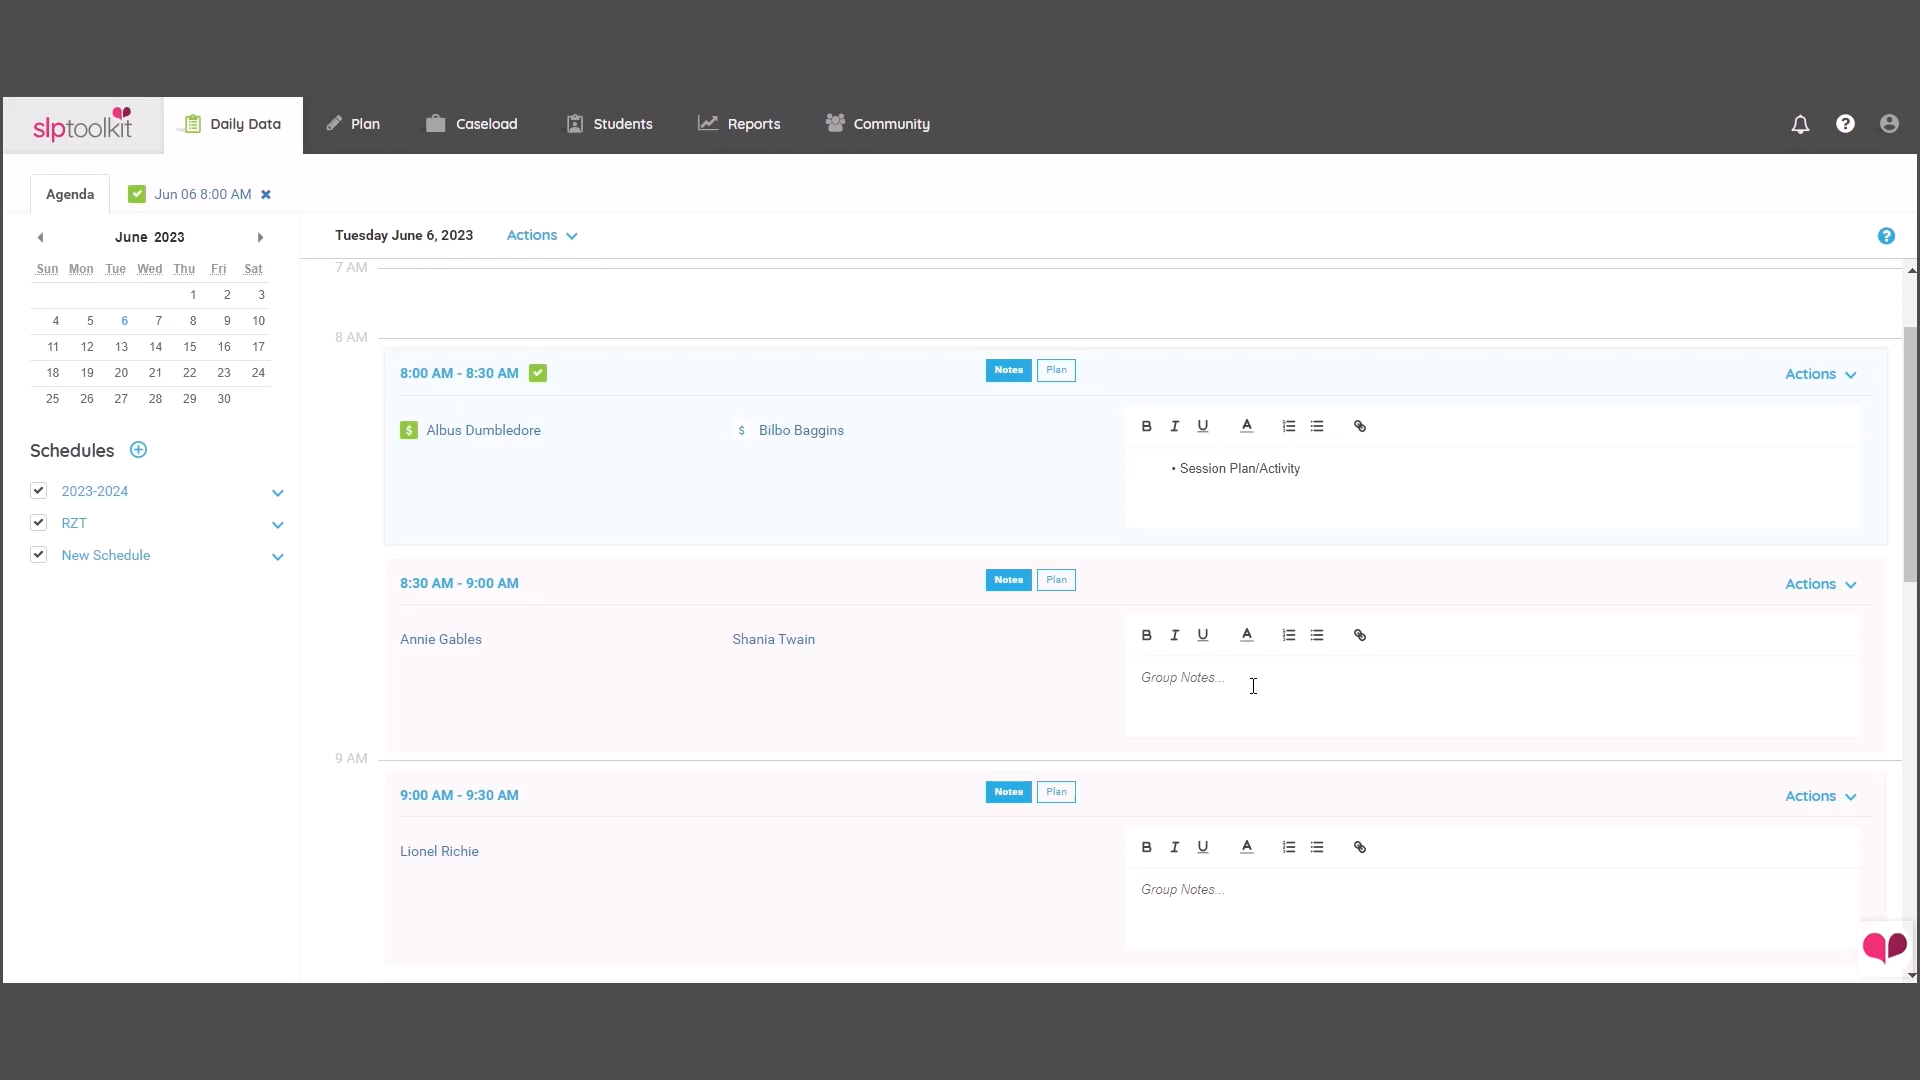 slptoolkit
Daily Data
Plan
Caseload
Students
Reports
Community
?
Agenda
Jun 06 8:00 AM ×
June 2023
Sun Mon Tue Wed Thu Fri Sat
1 2 3
4 5 6 7 8 9 10
11 12 13 14 15 16 17
18 19 20 21 22 23 24
25 26 27 28 29 30
Schedules
2023-2024
RZT
New Schedule
Tuesday June 6, 2023
Actions
?
7 AM
8 AM
8:00 AM - 8:30 AM
Notes
Plan
Actions
$ Albus Dumbledore
$ Bilbo Baggins
B I U A
• Session Plan/Activity
8:30 AM - 9:00 AM
Notes
Plan
Actions
Annie Gables
Shania Twain
B I U A
Group Notes...
9 AM
9:00 AM - 9:30 AM
Notes
Plan
Actions
Lionel Richie
B I U A
Group Notes...